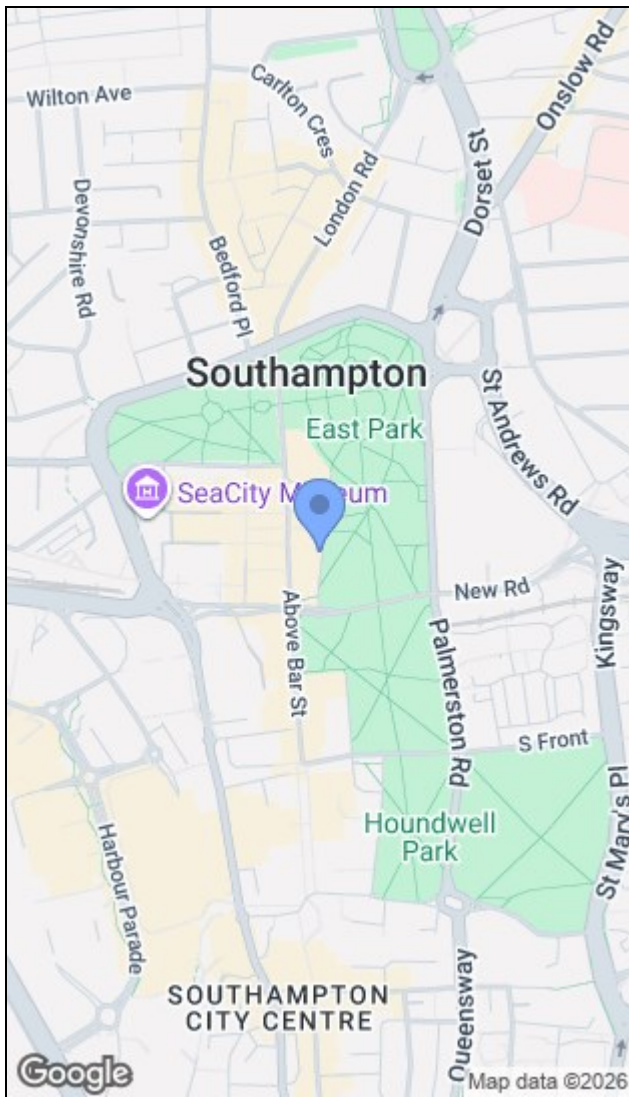 Wilton Ave
Carlton Cres
Onslow Rd
London Rd
Dorset St
Devonshire Rd
Bedford Pl
Southampton
East Park
St Andrews Rd
SeaCity Museum
New Rd
Kingsway
Above Bar St
Palmerston Rd
S Front
Houndwell
Park
St Mary's Pl
Harbour Parade
SOUTHAMPTON
CITY CENTRE
Queensway
Google
Map data ©2026